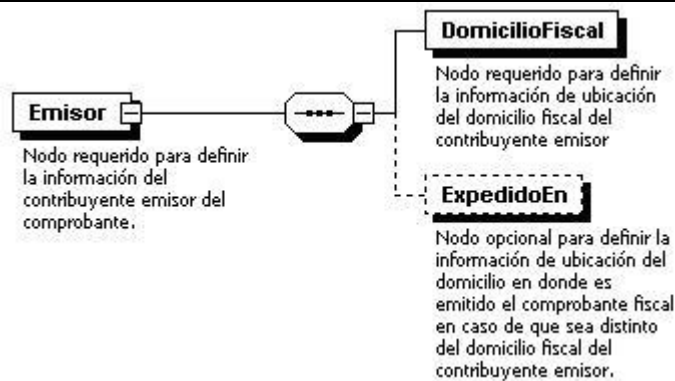 DomicilioFiscal
Nodo requerido para definir
la información de ubicación
del domicilio fiscal del
contribuyente emisor
Emisor
Nodo requerido para definir
la información del
contribuyente emisor del
comprobante.
ExpedidoEn
Nodo opcional para definir la
información de ubicación del
domicilio en donde es
emitido el comprobante fiscal
en caso de que sea distinto
del domicilio fiscal del
contribuyente emisor.